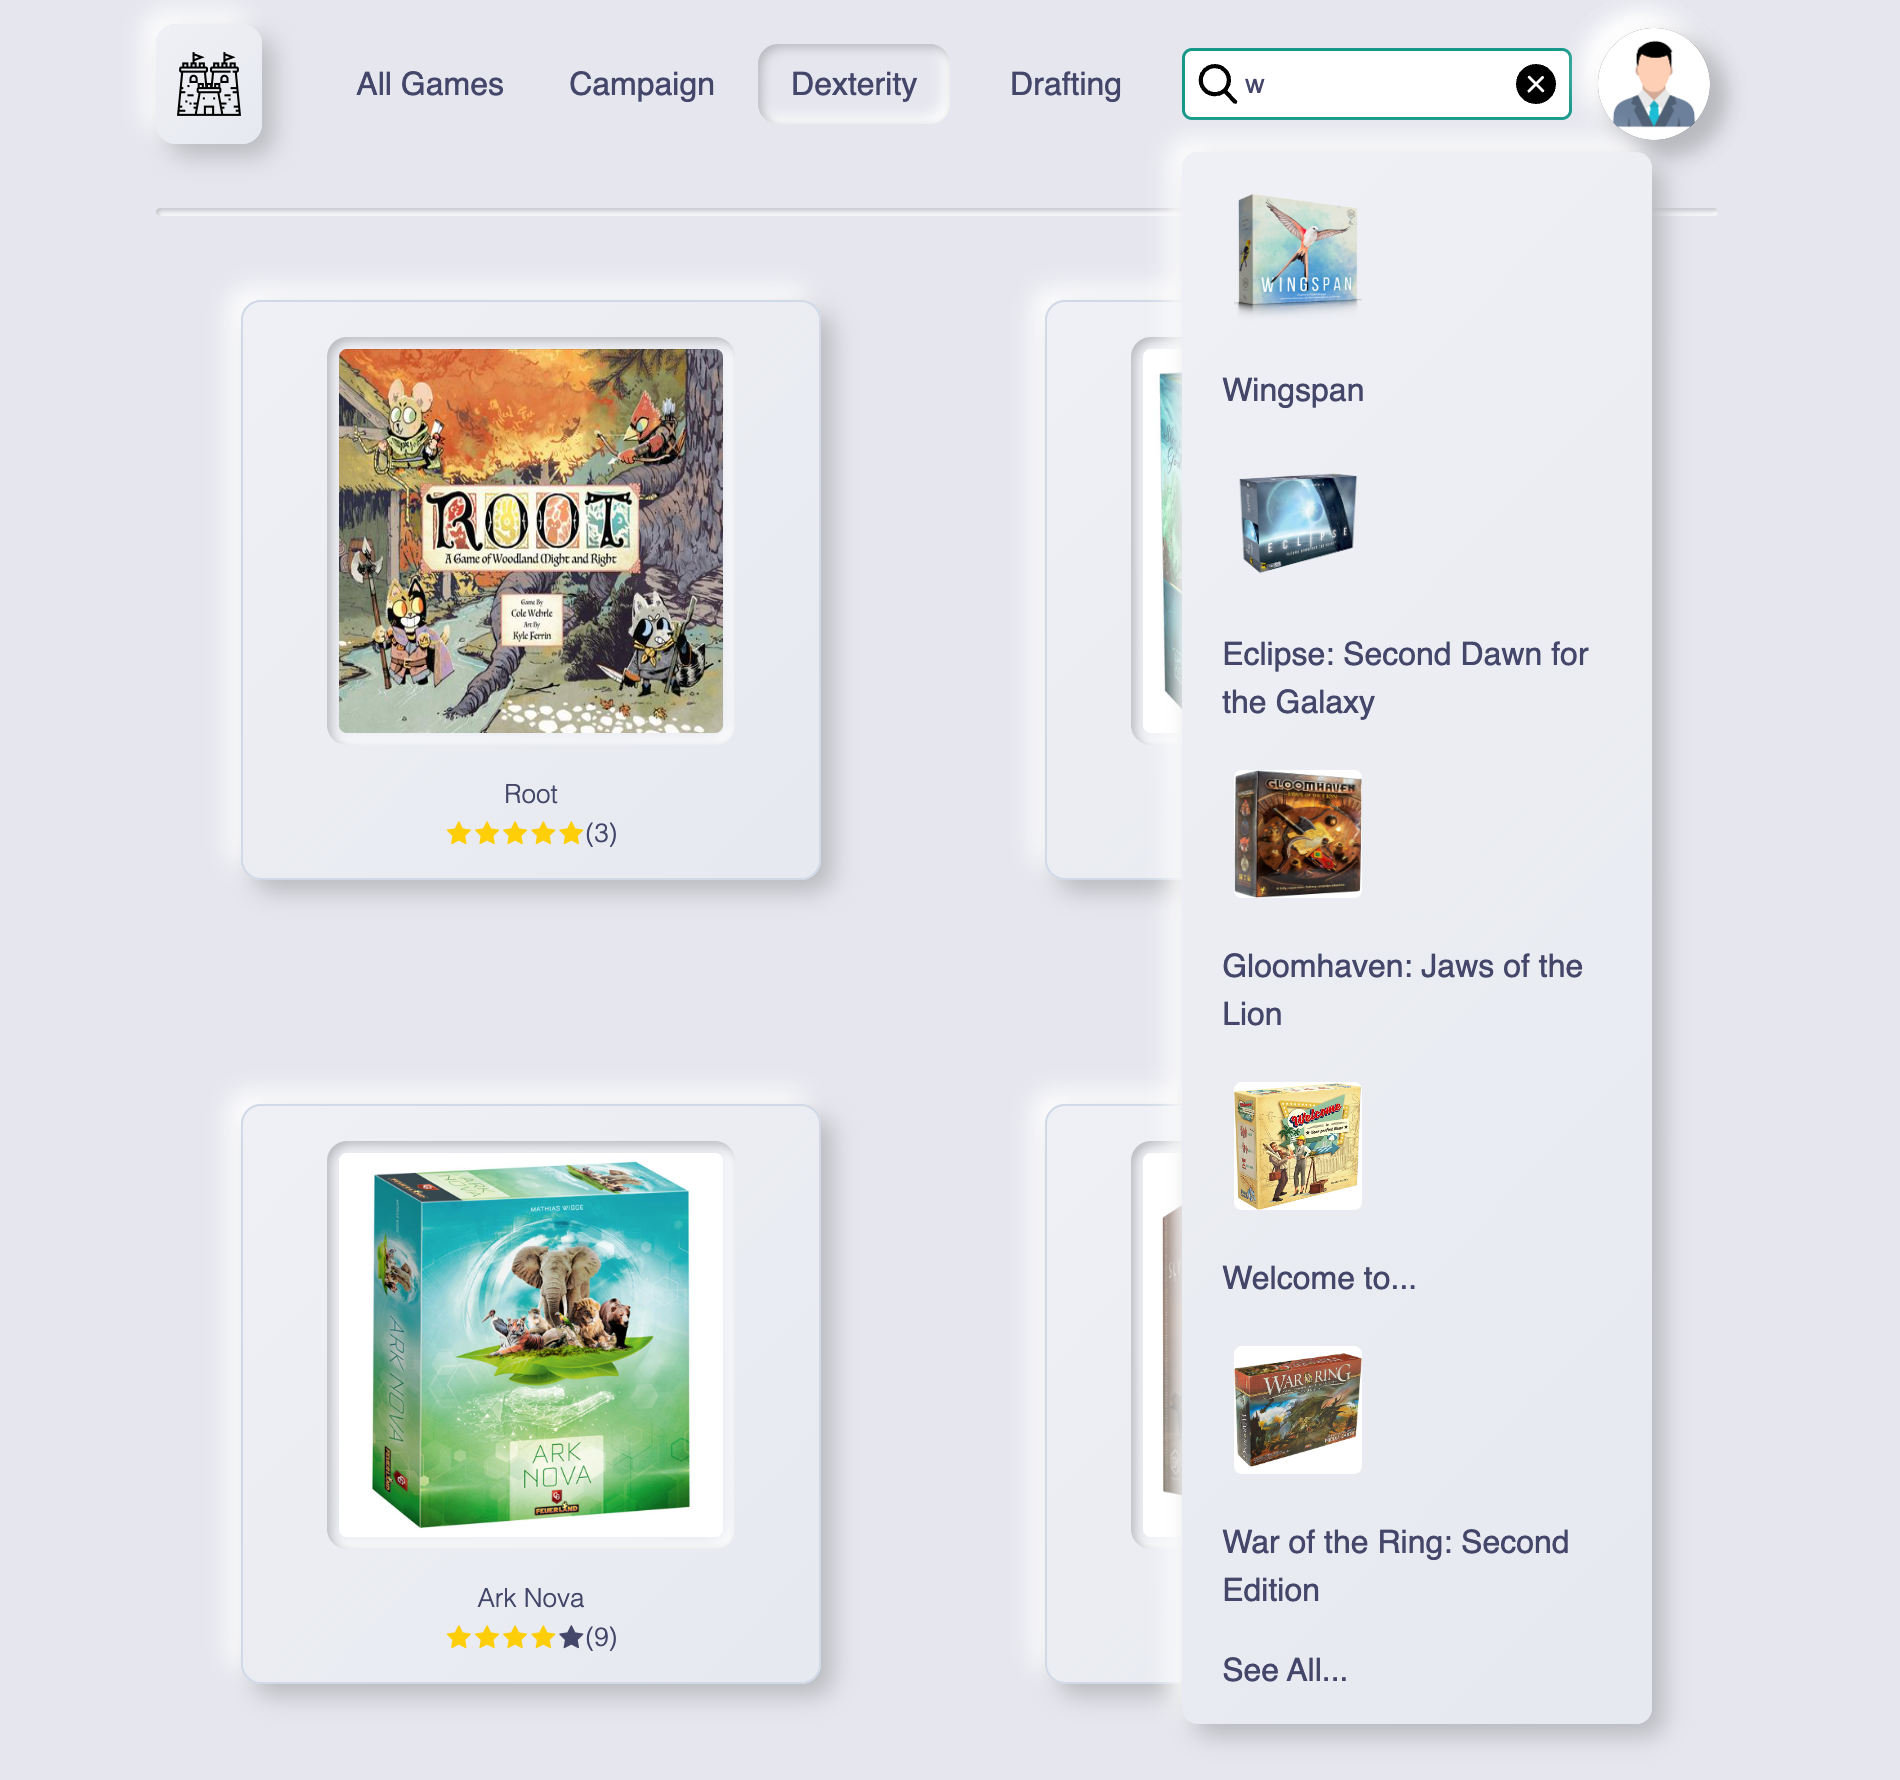 All Games
Campaign
Dexterity
Drafting
w
WINGSPAN
Wingspan
ECLIPSE
Eclipse: Second Dawn for
the Galaxy
GLOOMHAVEN
Gloomhaven: Jaws of the
Lion
Welcome
Welcome to...
WAR OF THE RING
War of the Ring: Second
Edition
See All...
ROOT
A Game of Woodland Might and Right
Game By
Cole Wehrle
Art By
Kyle Ferrin
Root
(3)
MATHIAS WIGGE
ARK NOVA
ARK
NOVA
FEUERLAND
Ark Nova
(9)